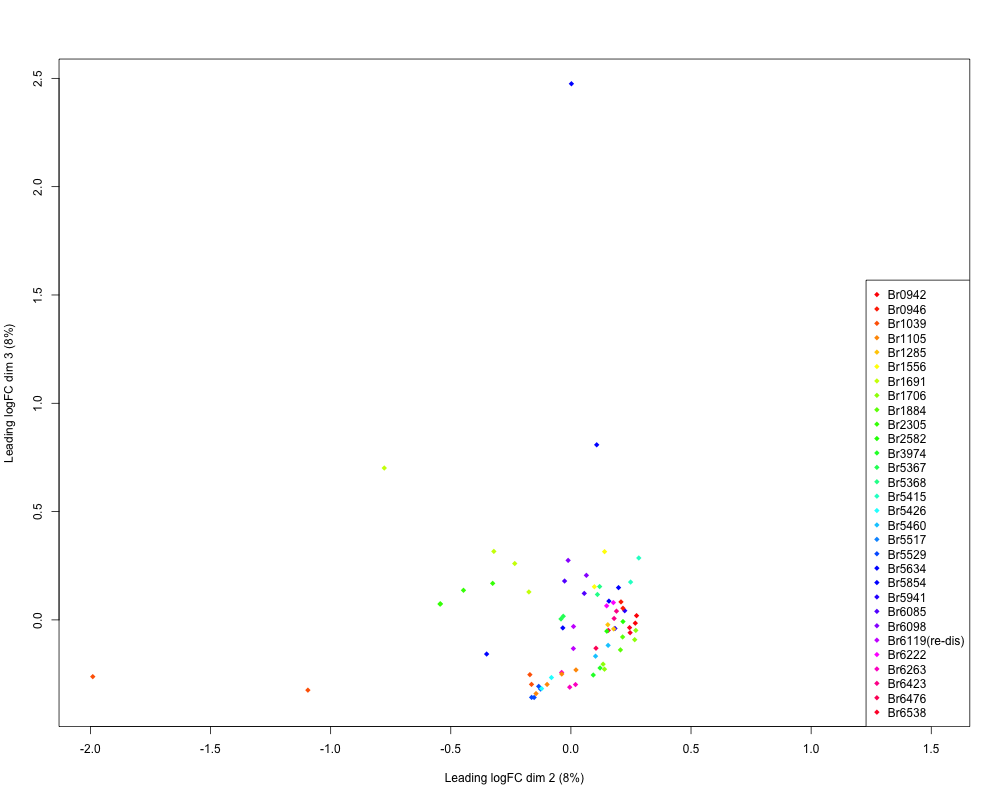 2.5
2.0
1.5
1.0
0.5
0.0
Leading logFC dim 3 (8%)
Br0942
Br0946
Br1039
Br1105
Br1285
Br1556
Br1691
Br1706
Br1884
Br2305
Br2582
Br3974
Br5367
Br5368
Br5415
Br5426
Br5460
Br5517
Br5529
Br5634
Br5854
Br5941
Br6085
Br6098
Br6119(re-dis)
Br6222
Br6263
Br6423
Br6476
Br6538
-2.0 -1.5 -1.0 -0.5 0.0 0.5 1.0 1.5
Leading logFC dim 2 (8%)